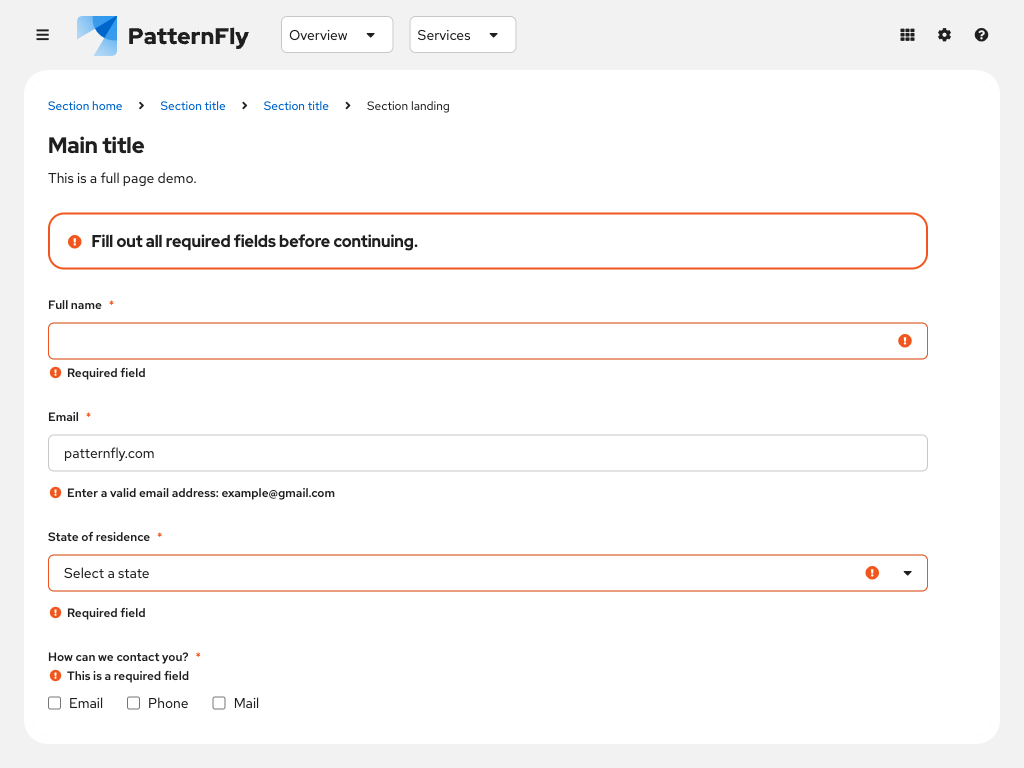 PatternFly Overview Services
Section home Section title Section title Section landing
Main title
This is a full page demo.
Fill out all required fields before continuing.
Full name *
Required field
Email *
patternfly.com
Enter a valid email address: example@gmail.com
State of residence *
Select a state
Required field
How can we contact you? *
This is a required field
Email Phone Mail